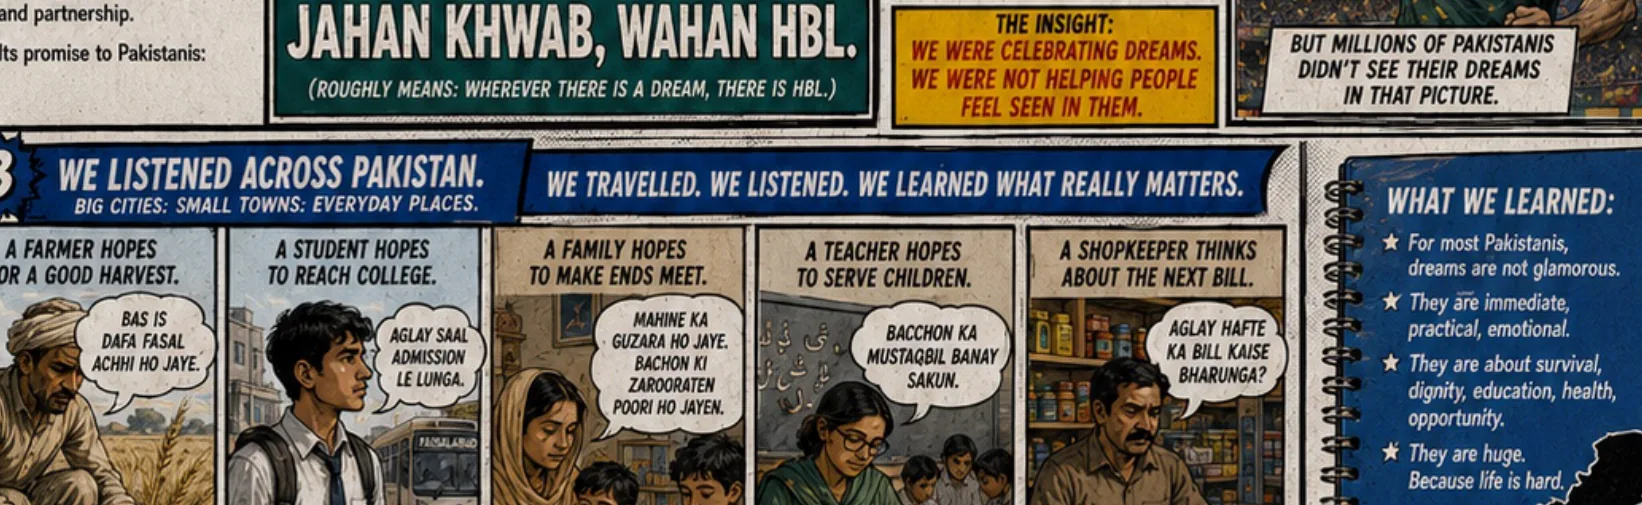 and partnership.
Its promise to Pakistanis:
JAHAN KHWAB, WAHAN HBL.
(ROUGHLY MEANS: WHEREVER THERE IS A DREAM, THERE IS HBL.)
THE INSIGHT:
WE WERE CELEBRATING DREAMS.
WE WERE NOT HELPING PEOPLE
FEEL SEEN IN THEM.
BUT MILLIONS OF PAKISTANIS
DIDN'T SEE THEIR DREAMS
IN THAT PICTURE.
3
WE LISTENED ACROSS PAKISTAN.
BIG CITIES: SMALL TOWNS: EVERYDAY PLACES.
WE TRAVELLED. WE LISTENED. WE LEARNED WHAT REALLY MATTERS.
A FARMER HOPES
OR A GOOD HARVEST.
BAS IS
DAFA FASAL
ACHHI HO JAYE.
A STUDENT HOPES
TO REACH COLLEGE.
AGLAY SAAL
ADMISSION
LE LUNGA.
A FAMILY HOPES
TO MAKE ENDS MEET.
MAHINE KA
GUZARA HO JAYE.
BACHON KI
ZAROORATEN
POORI HO JAYEN.
A TEACHER HOPES
TO SERVE CHILDREN.
BACCHON KA
MUSTAQBIL BANAY
SAKUN.
A SHOPKEEPER THINKS
ABOUT THE NEXT BILL.
AGLAY HAFTE
KA BILL KAISE
BHARUNGA?
WHAT WE LEARNED:
For most Pakistanis,
dreams are not glamorous.
They are immediate,
practical, emotional.
They are about survival,
dignity, education, health,
opportunity.
They are huge.
Because life is hard.